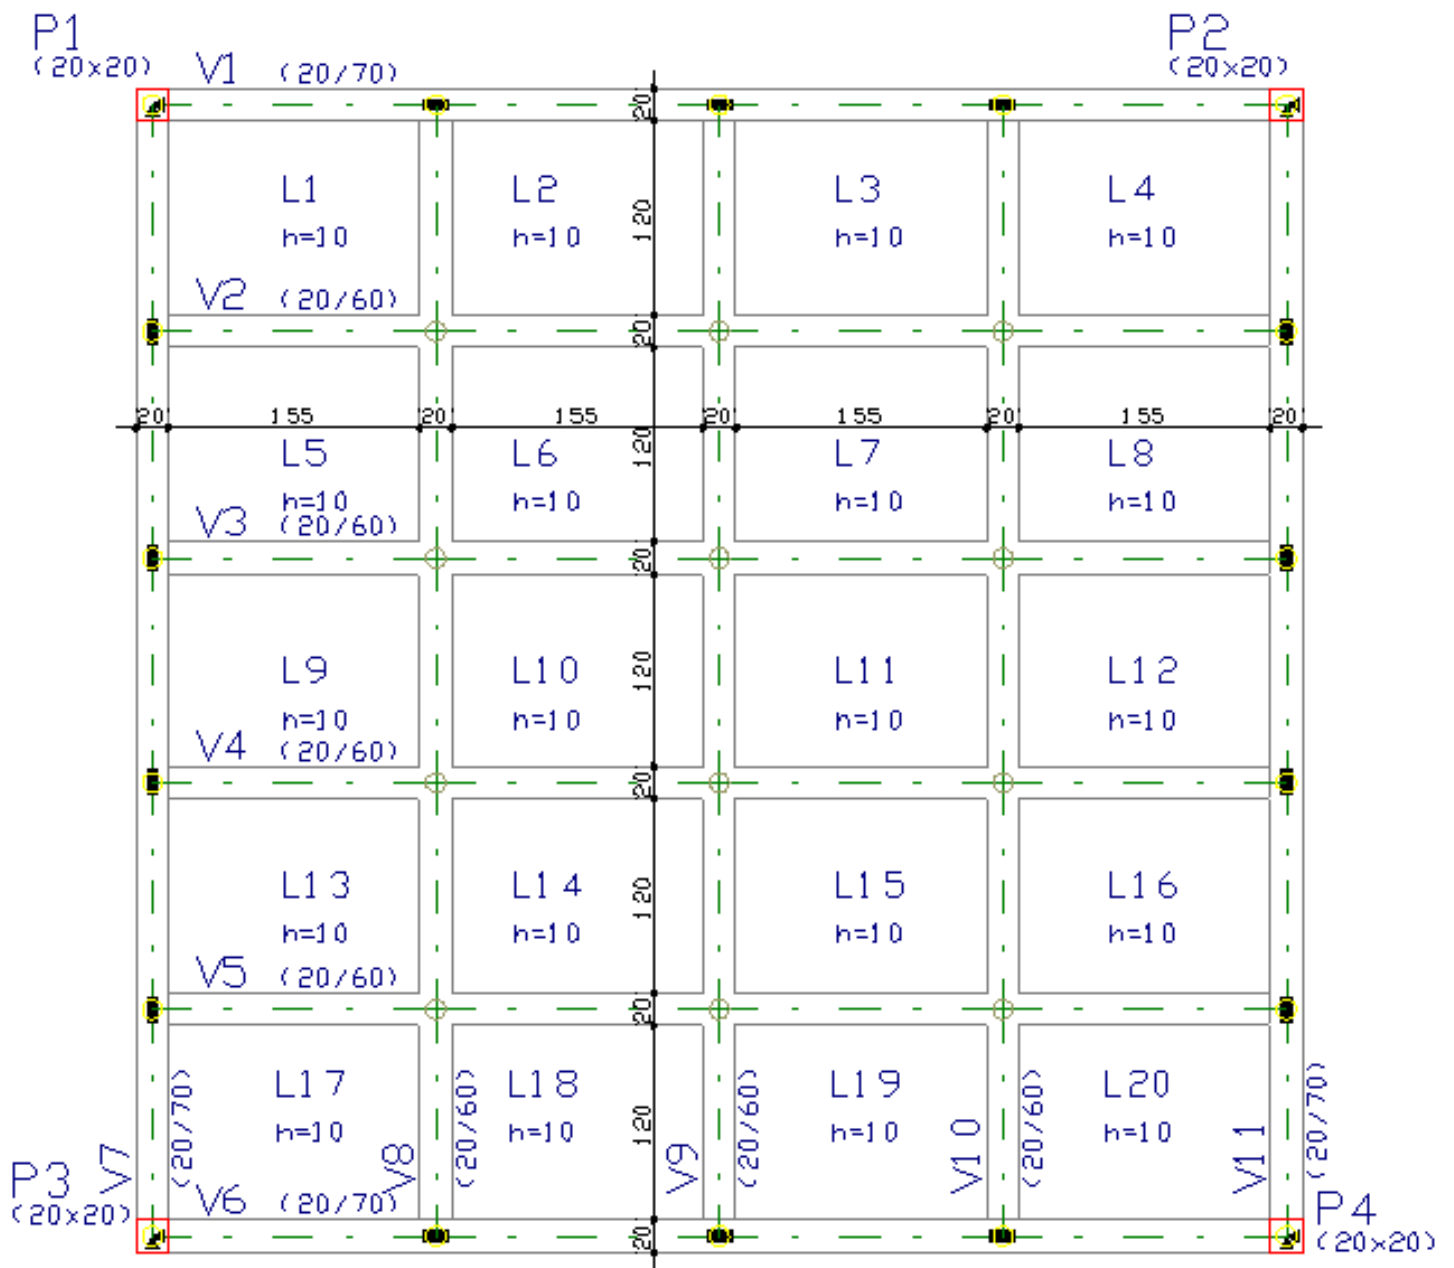 P1
(20x20)
P2
(20x20)
V1 (20/70)
20
L1
h=10
L2
h=10
120
L3
h=10
L4
h=10
V2 (20/60)
20
20 155 20 155 20 155 20 155 20
L5
h=10
L6
h=10
120
L7
h=10
L8
h=10
V3 (20/60)
20
L9
h=10
L10
h=10
120
L11
h=10
L12
h=10
V4 (20/60)
20
L13
h=10
L14
h=10
120
L15
h=10
L16
h=10
V5 (20/60)
20
L17
h=10
L18
h=10
120
L19
h=10
L20
h=10
V7 (20/70)
V8 (20/60)
V9 (20/60)
V10 (20/60)
V11 (20/70)
P3
(20x20)
V6 (20/70)
20
P4
(20x20)